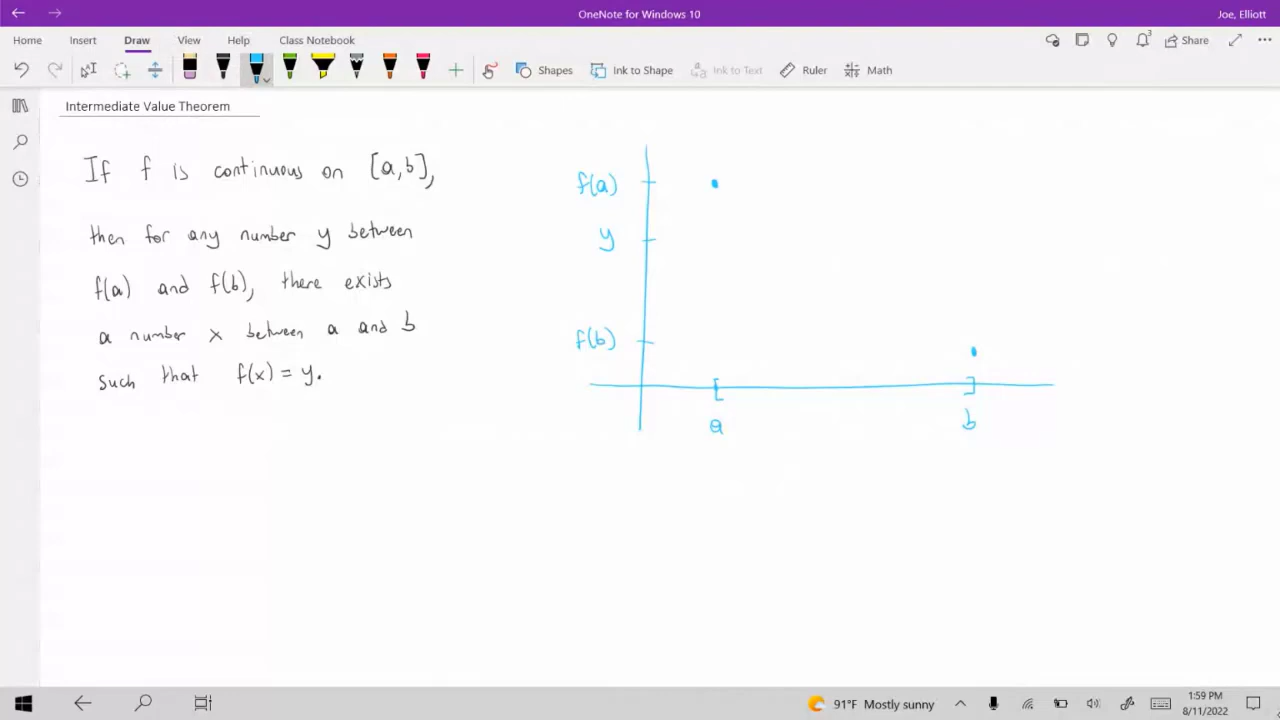 OneNote for Windows 10
Joe, Elliott
Home Insert Draw View Help Class Notebook
Share
Shapes Ink to Shape Ink to Text Ruler Math
Intermediate Value Theorem
If f is continuous on [a,b],
then for any number y between
f(a) and f(b), there exists
a number x between a and b
such that f(x) = y.
f(a)
y
f(b)
[ ]
a b
91°F Mostly sunny
1:59 PM
8/11/2022